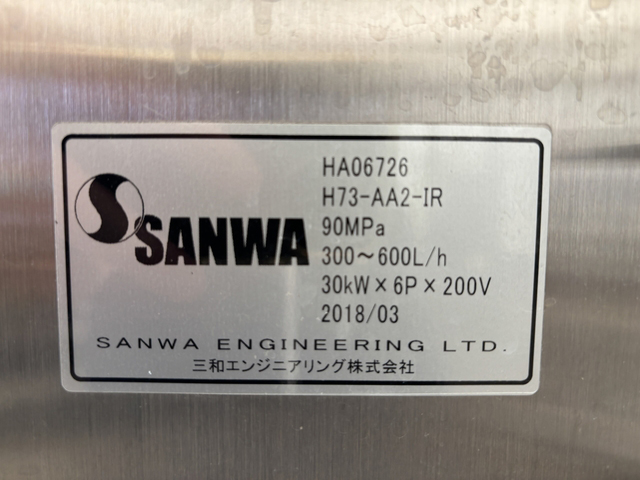 SANWA
HA06726
H73-AA2-IR
90MPa
300～600L/h
30kW×6P×200V
2018/03
SANWA ENGINEERING LTD.
三和エンジニアリング株式会社